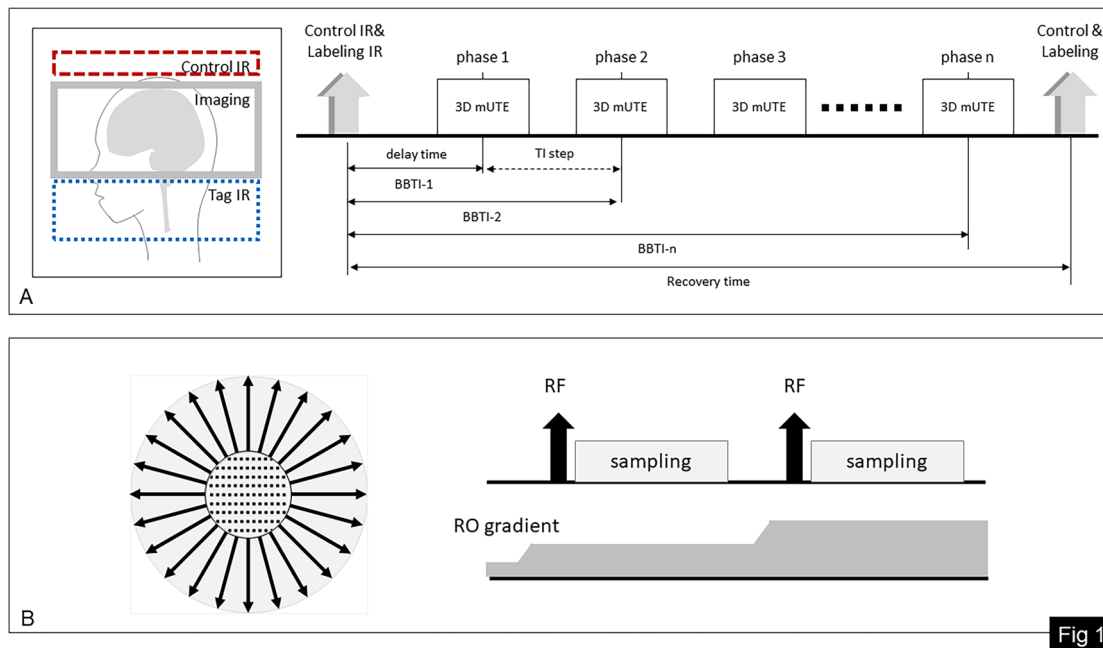 Control IR
Imaging
Tag IR
A
Control IR&
Labeling IR
phase 1
phase 2
phase 3
phase n
Control &
Labeling
3D mUTE
3D mUTE
3D mUTE
3D mUTE
delay time
TI step
BBTI-1
BBTI-2
BBTI-n
Recovery time
RF
RF
sampling
sampling
RO gradient
B
Fig 1